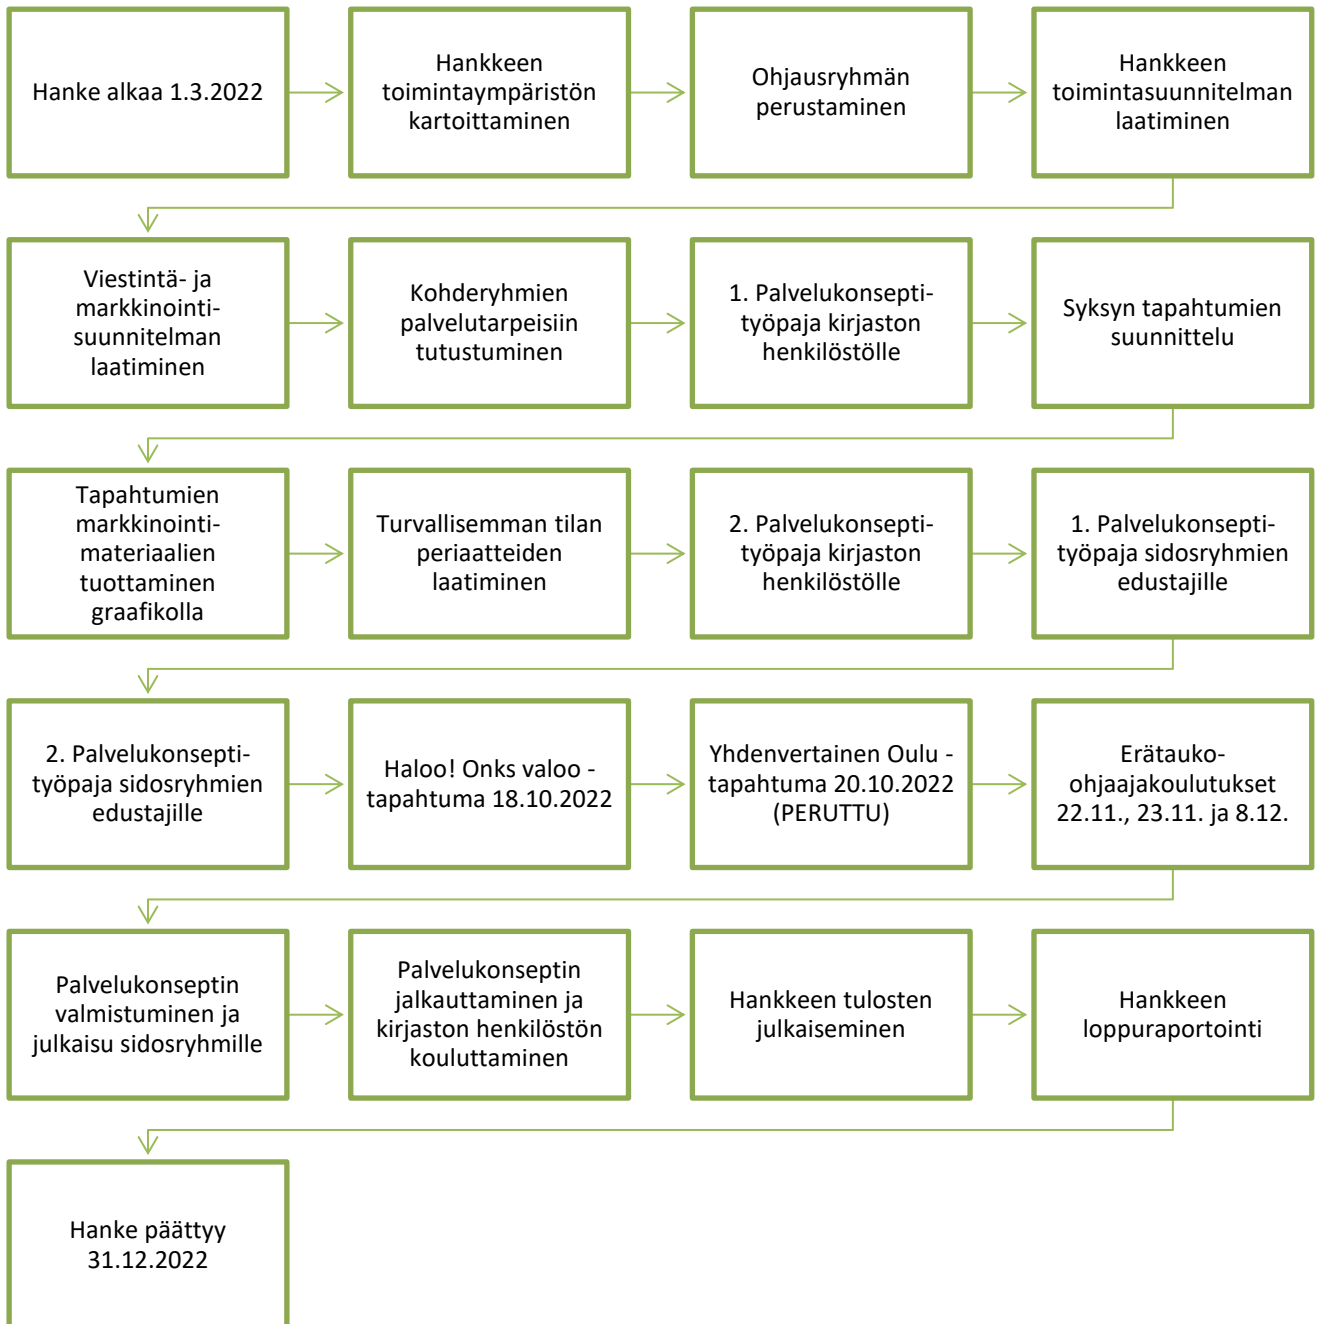 Hanke alkaa 1.3.2022
Hankkeen
toimintaympäristön
kartoittaminen
Ohjausryhmän
perustaminen
Hankkeen
toimintasuunnitelman
laatiminen
Viestintä- ja
markkinointi-
suunnitelman
laatiminen
Kohderyhmien
palvelutarpeisiin
tutustuminen
1. Palvelukonsepti-
työpaja kirjaston
henkilöstölle
Syksyn tapahtumien
suunnittelu
Tapahtumien
markkinointi-
materiaalien
tuottaminen
graafikolla
Turvallisemman tilan
periaatteiden
laatiminen
2. Palvelukonsepti-
työpaja kirjaston
henkilöstölle
1. Palvelukonsepti-
työpaja sidosryhmien
edustajille
2. Palvelukonsepti-
työpaja sidosryhmien
edustajille
Haloo! Onks valoo -
tapahtuma 18.10.2022
Yhdenvertainen Oulu -
tapahtuma 20.10.2022
(PERUTTU)
Erätauko-
ohjaajakoulutukset
22.11., 23.11. ja 8.12.
Palvelukonseptin
valmistuminen ja
julkaisu sidosryhmille
Palvelukonseptin
jalkauttaminen ja
kirjaston henkilöstön
kouluttaminen
Hankkeen tulosten
julkaiseminen
Hankkeen
loppuraportointi
Hanke päättyy
31.12.2022